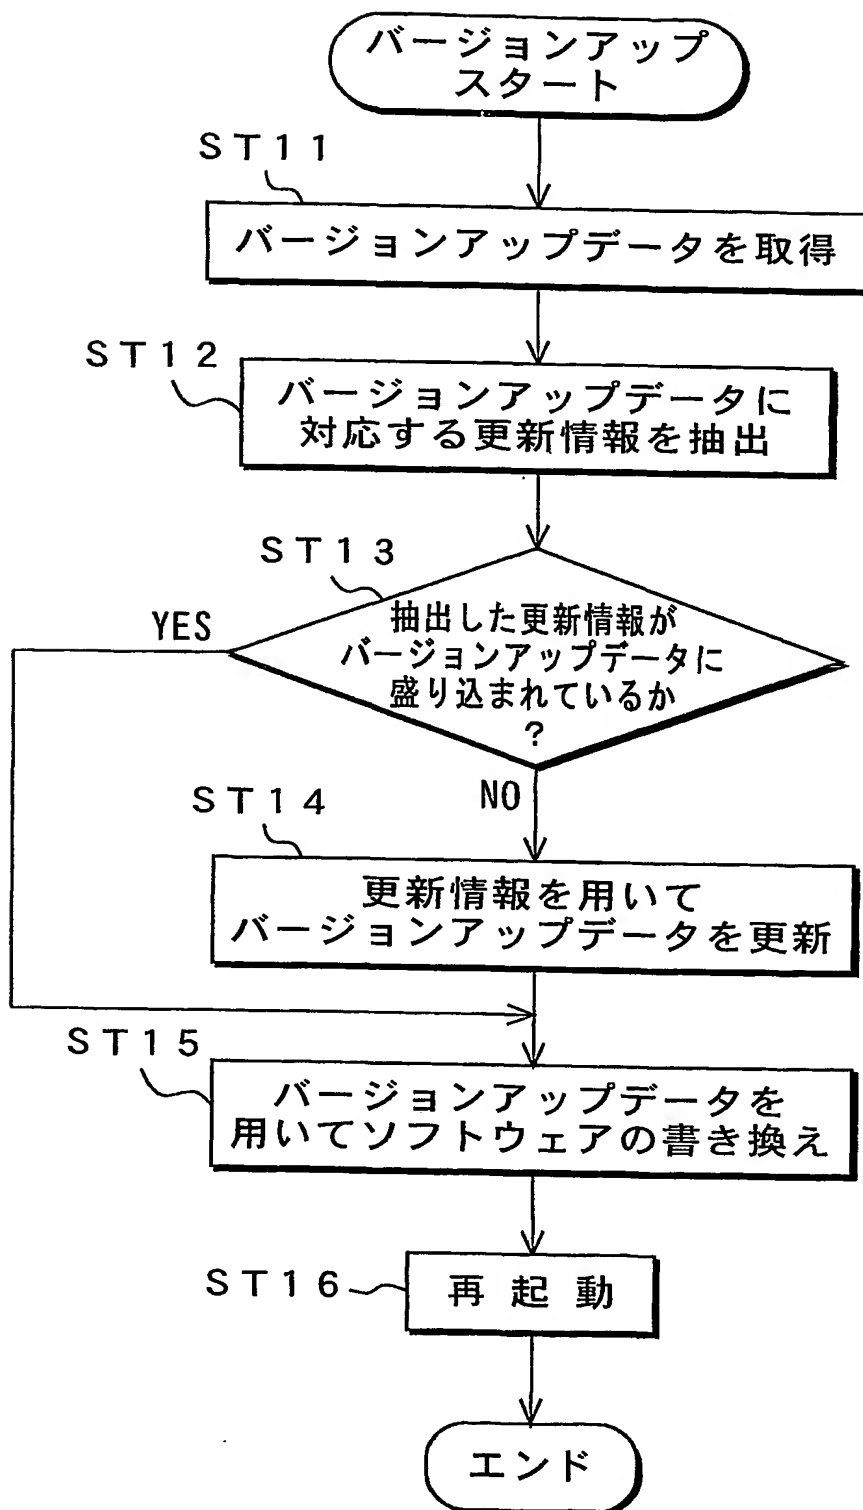 バージョンアップ
スタート
ST11
バージョンアップデータを取得
ST12
バージョンアップデータに
対応する更新情報を抽出
ST13
抽出した更新情報が
バージョンアップデータに
盛り込まれているか
?
YES
NO
ST14
更新情報を用いて
バージョンアップデータを更新
ST15
バージョンアップデータを
用いてソフトウェアの書き換え
ST16
再起動
エンド